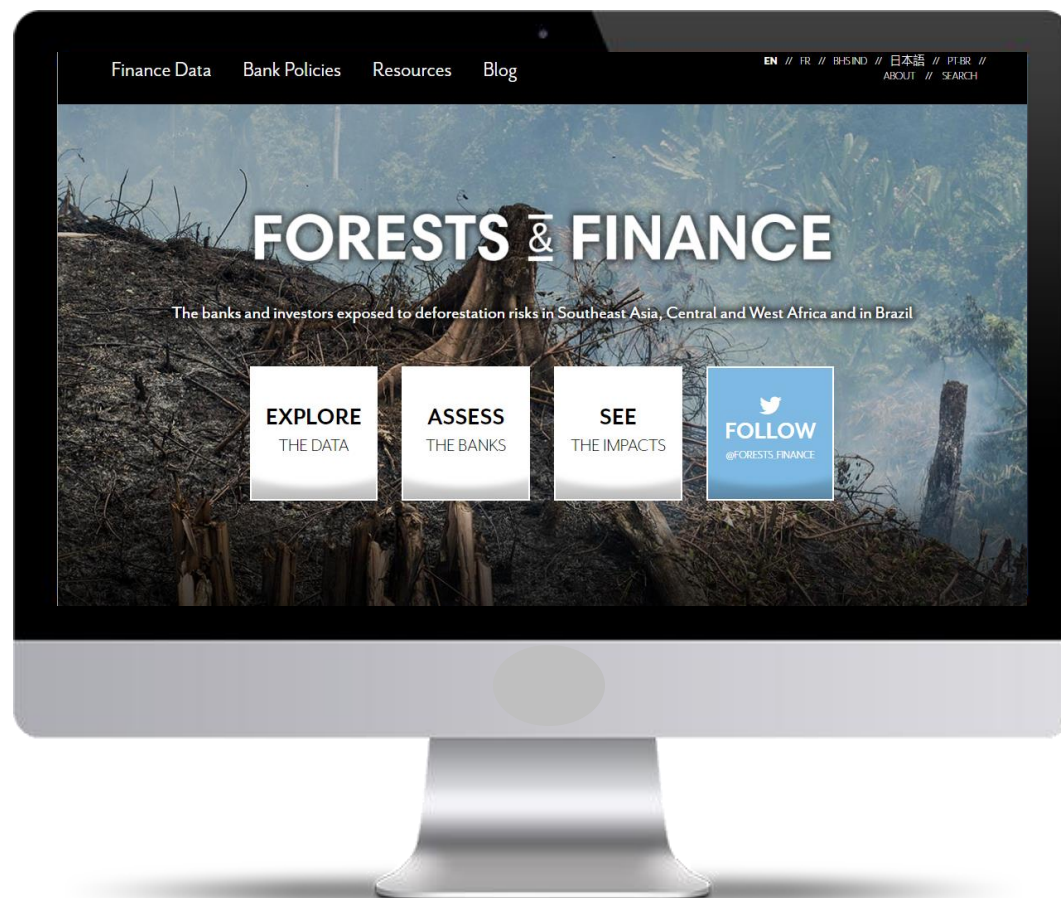 Finance Data Bank Policies Resources Blog
EN // FR // BHS IND // 日本語 // PT-BR //
ABOUT // SEARCH
FORESTS & FINANCE
The banks and investors exposed to deforestation risks in Southeast Asia, Central and West Africa and in Brazil
EXPLORE
THE DATA
ASSESS
THE BANKS
SEE
THE IMPACTS
FOLLOW
@FORESTS_FINANCE